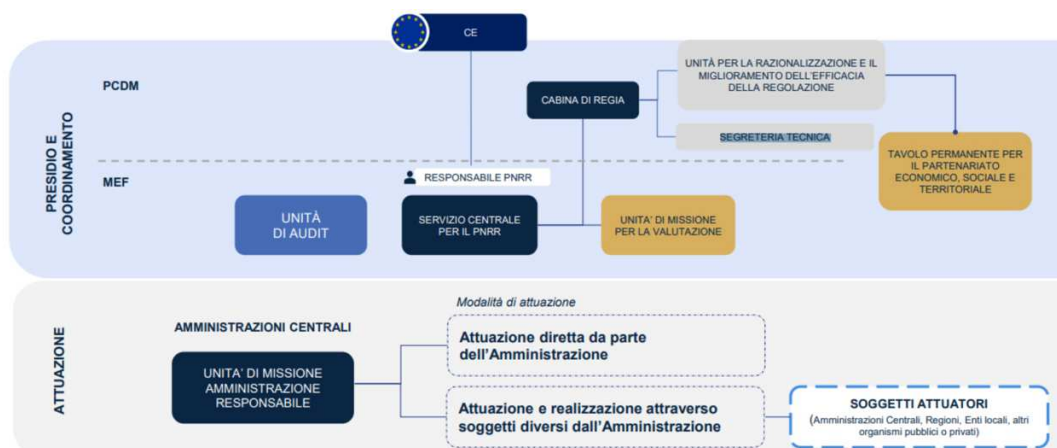 CE
PCDM
UNITÀ PER LA RAZIONALIZZAZIONE E IL
MIGLIORAMENTO DELL'EFFICACIA
DELLA REGOLAZIONE
CABINA DI REGIA
SEGRETERIA TECNICA
PRESIDIO E
COORDINAMENTO
MEF
RESPONSABILE PNRR
TAVOLO PERMANENTE PER
IL PARTENARIATO
ECONOMICO, SOCIALE E
TERRITORIALE
UNITÀ
DI AUDIT
SERVIZIO CENTRALE
PER IL PNRR
UNITA' DI MISSIONE
PER LA VALUTAZIONE
ATTUAZIONE
Modalità di attuazione
AMMINISTRAZIONI CENTRALI
Attuazione diretta da parte
dell'Amministrazione
UNITA' DI MISSIONE
AMMINISTRAZIONE
RESPONSABILE
Attuazione e realizzazione attraverso
soggetti diversi dall'Amministrazione
SOGGETTI ATTUATORI
(Amministrazioni Centrali, Regioni, Enti locali, altri
organismi pubblici o privati)